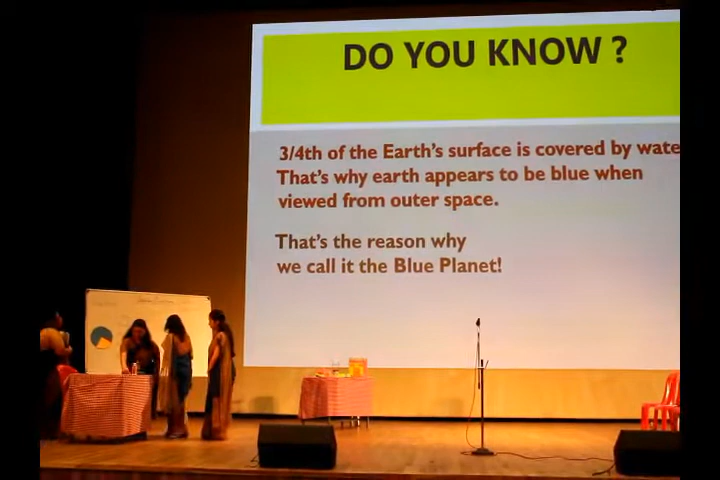 DO YOU KNOW ?
3/4th of the Earth's surface is covered by wate
That's why earth appears to be blue when
viewed from outer space.
That's the reason why
we call it the Blue Planet!